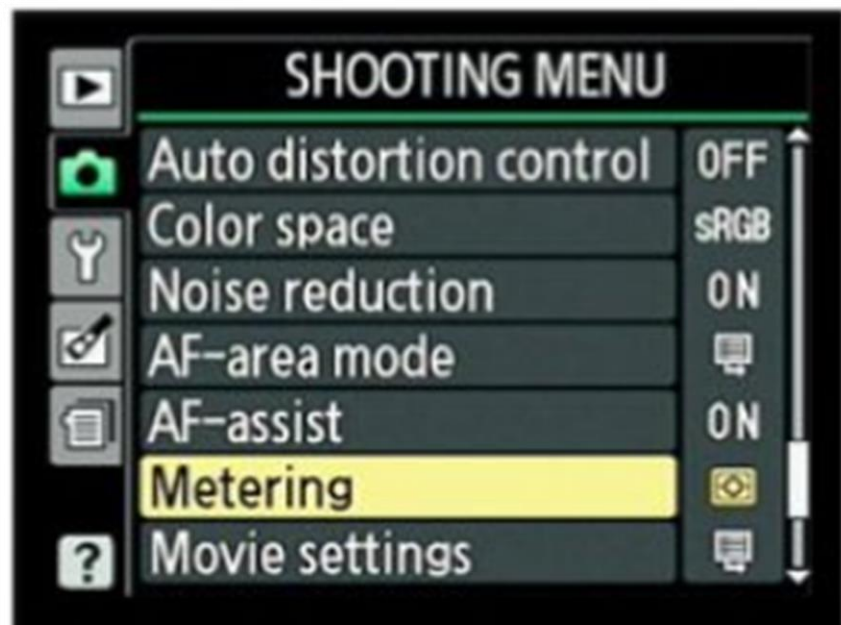 SHOOTING MENU
Auto distortion control OFF
Color space sRGB
Noise reduction ON
AF-area mode
AF-assist ON
Metering
Movie settings
?